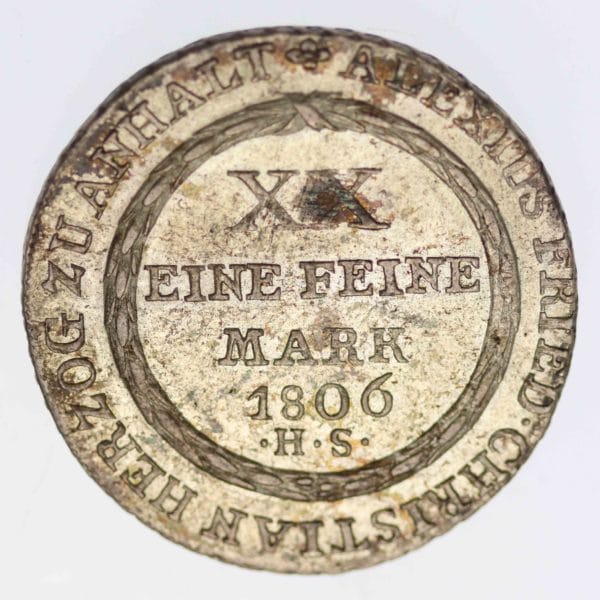 ALEXIUS FRIED· CHRISTIAN HERZOG ZU ANHALT
XX
EINE FEINE
MARK
1806
·H·S·